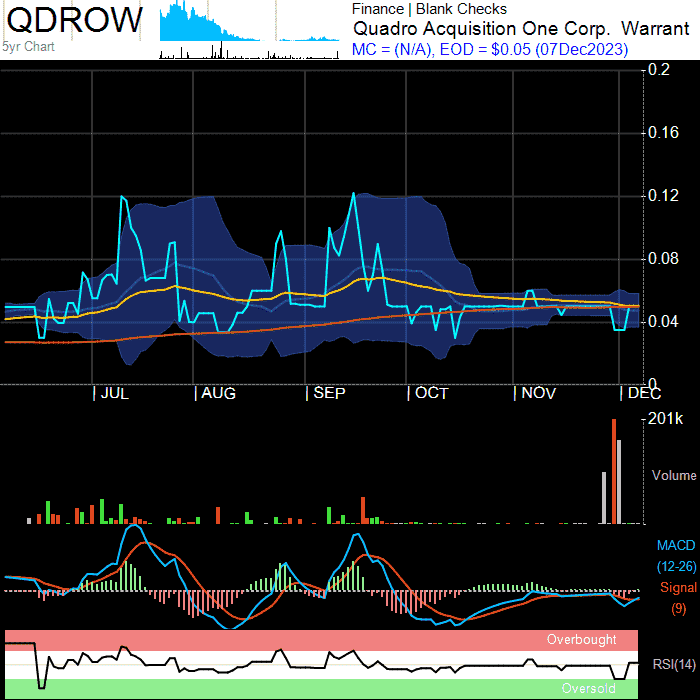 QDROW
5yr Chart
Finance | Blank Checks
Quadro Acquisition One Corp. Warrant
MC = (N/A), EOD = $0.05 (07Dec2023)
0.2
0.16
0.12
0.08
0.04
0
JUL AUG SEP OCT NOV DEC
201k
Volume
MACD
(12-26)
Signal
(9)
Overbought
RSI(14)
Oversold